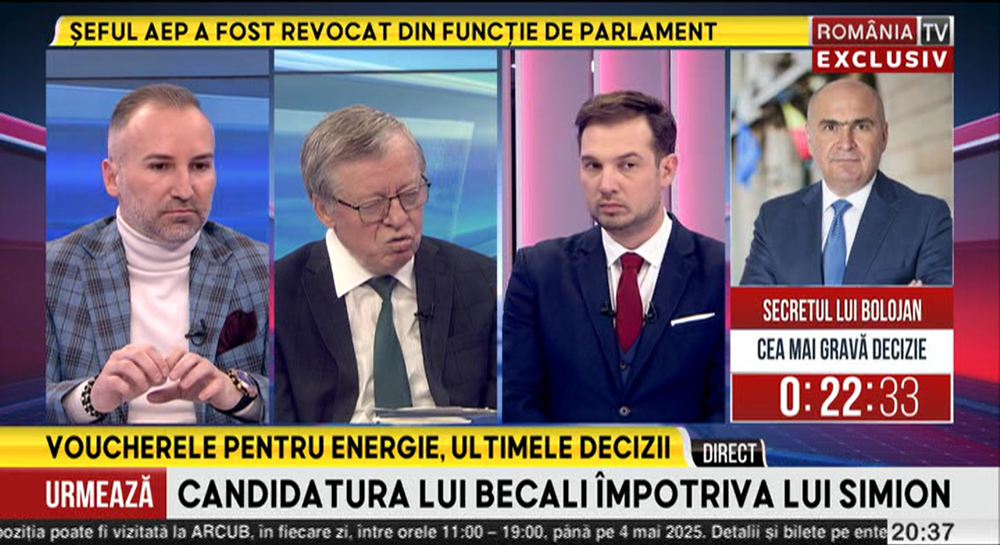 ȘEFUL AEP A FOST REVOCAT DIN FUNCȚIE DE PARLAMENT
ROMÂNIA TV
EXCLUSIV
SECRETUL LUI BOLOJAN
CEA MAI GRAVĂ DECIZIE
0:22:33
VOUCHERELE PENTRU ENERGIE, ULTIMELE DECIZII
DIRECT
URMEAZĂ CANDIDATURA LUI BECALI ÎMPOTRIVA LUI SIMION
poziția poate fi vizitată la ARCUB, în fiecare zi, între orele 11:00 – 19:00, până pe 4 mai 2025. Detalii și bilete pe ente
20:37